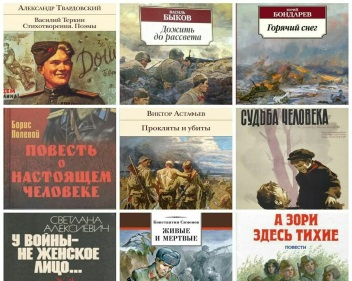 Александр Твардовский
Василий Теркин
Стихотворения. Поэмы
Дой
Василь
Быков
Дожить до рассвета
Юрий
Бондарев
Горячий снег
Борис
Полевой
ПОВЕСТЬ
О
НАСТОЯЩЕМ
ЧЕЛОВЕКЕ
Виктор Астафьев
Прокляты и убиты
СУДЬБА ЧЕЛОВЕКА
СВЕТЛАНА
АЛЕКСИЕВИЧ
У ВОЙНЫ-
НЕ ЖЕНСКОЕ
ЛИЦО...
Константин Симонов
ЖИВЫЕ
И МЕРТВЫЕ
А ЗОРИ
ЗДЕСЬ ТИХИЕ
ПОВЕСТИ